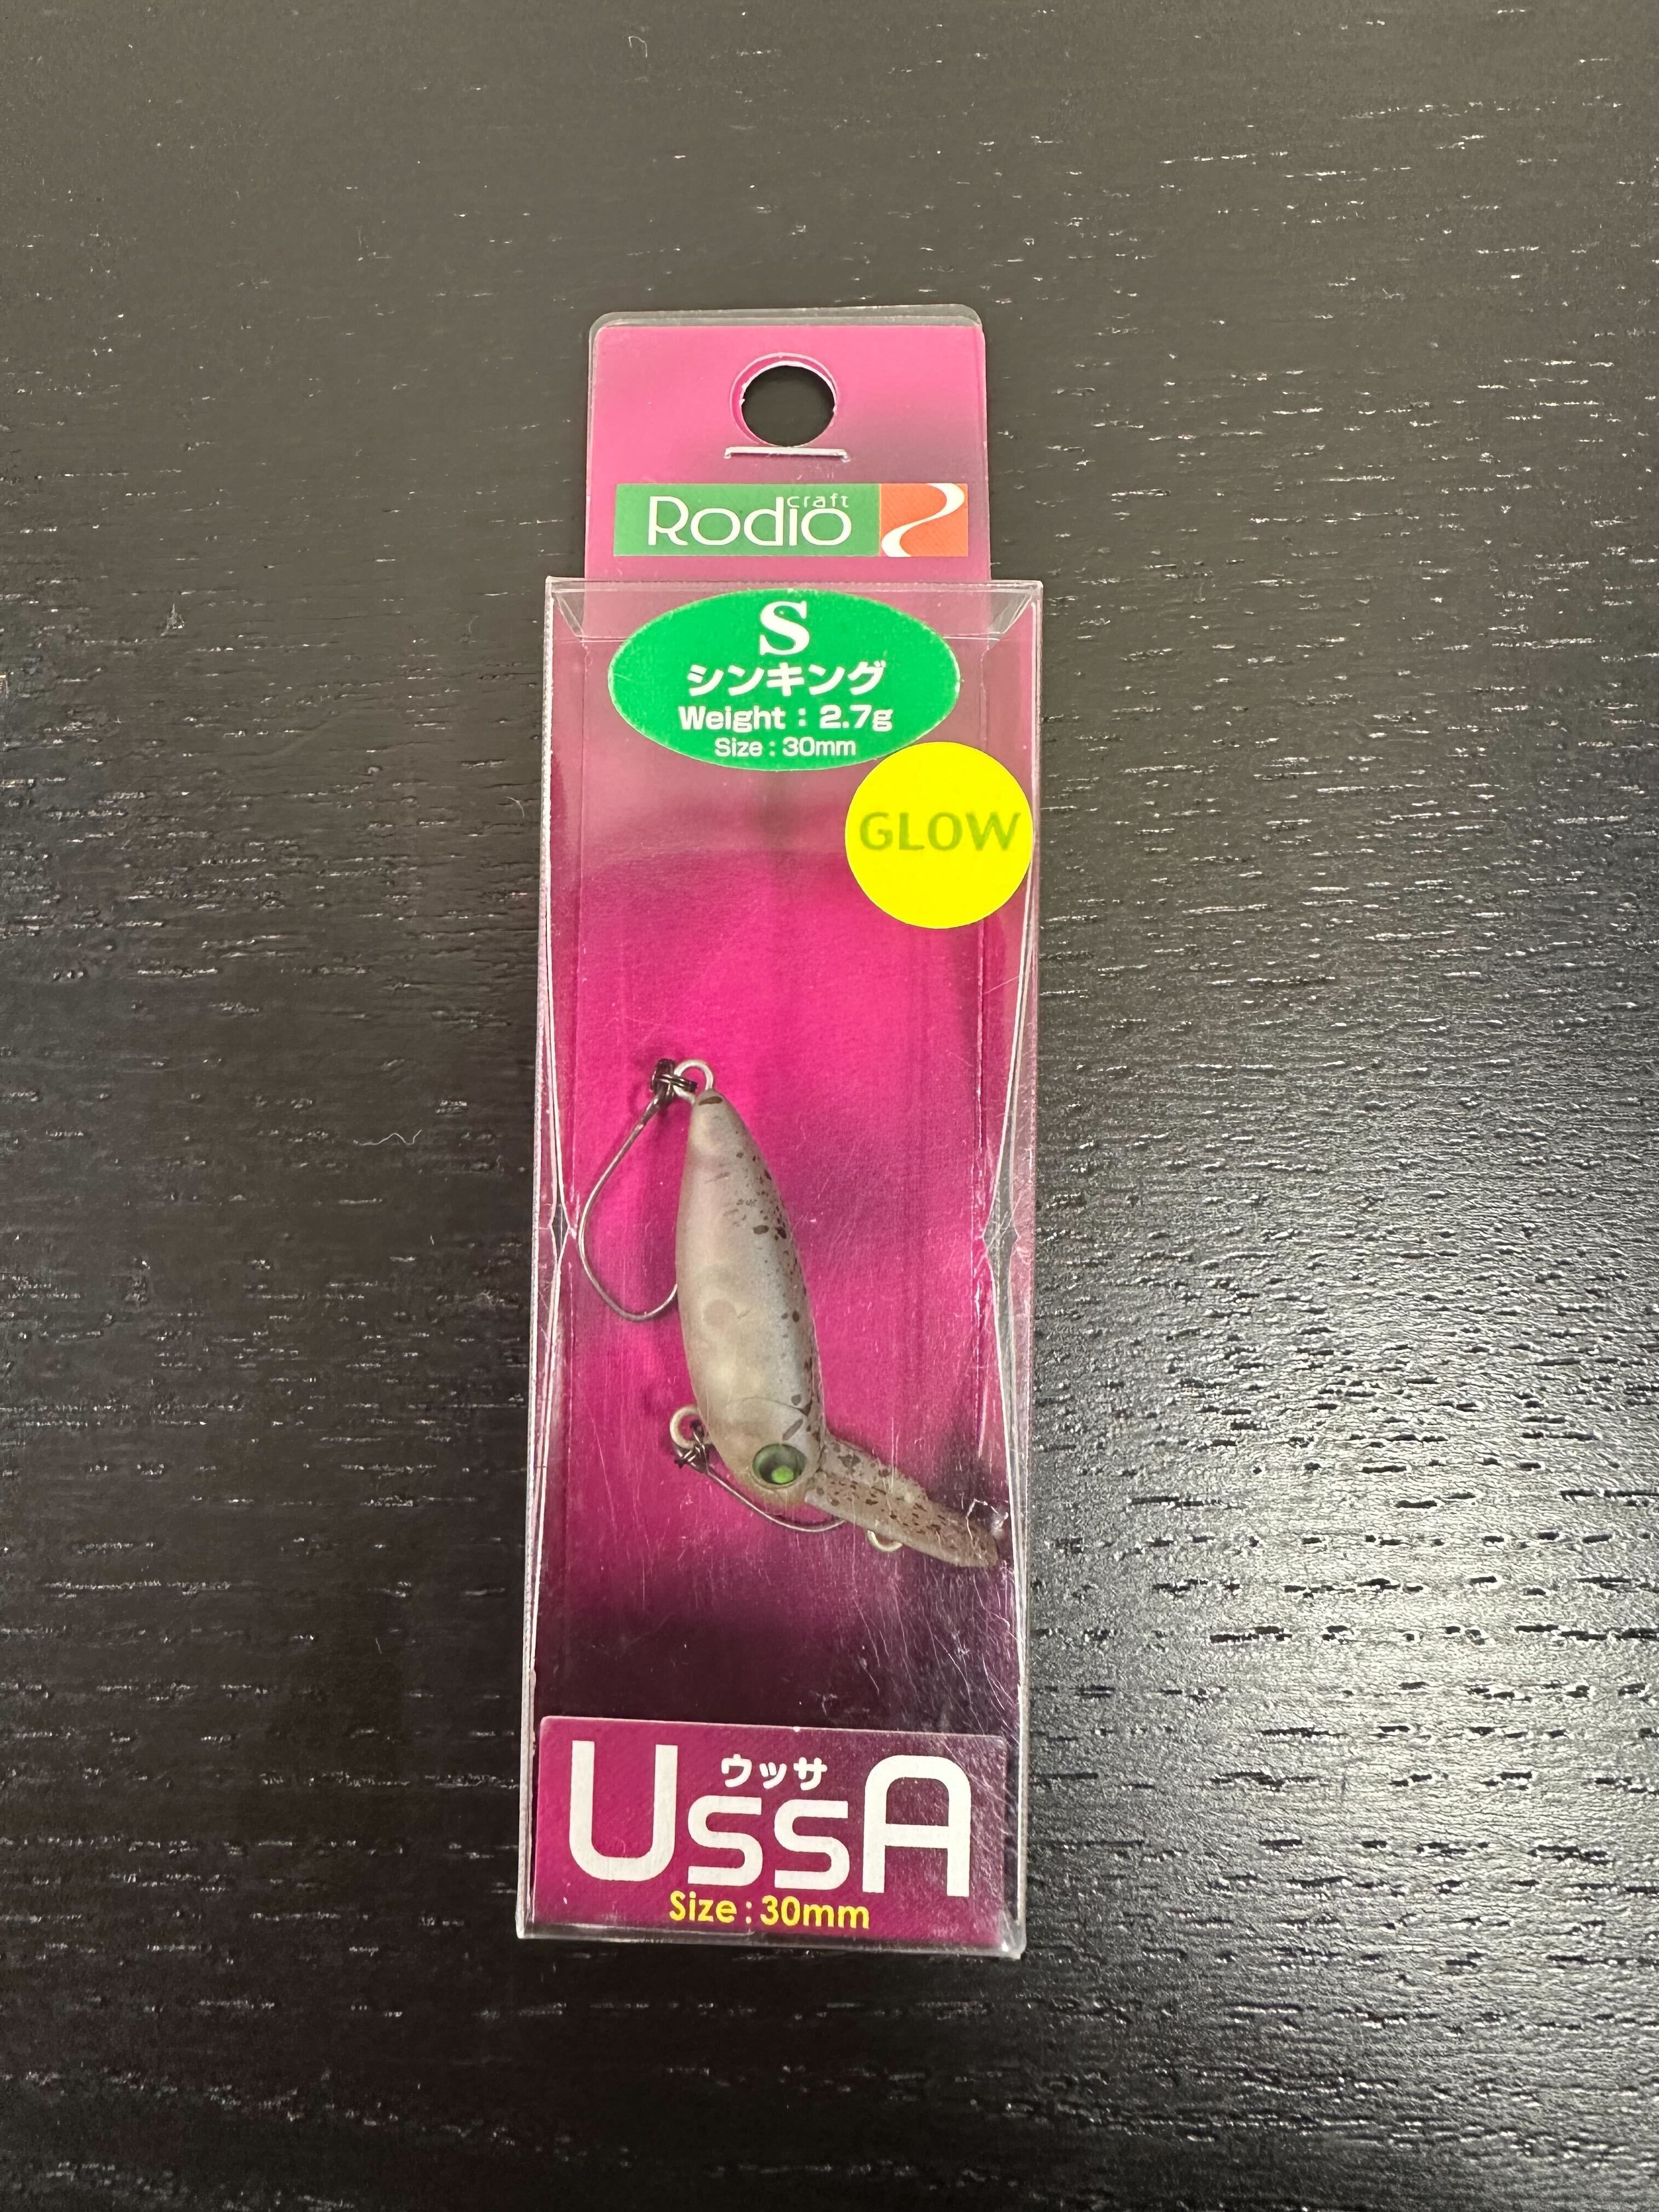 Rodio craft
S
シンキング
Weight : 2.7g
Size : 30mm
GLOW
ウッサ
UssA
Size : 30mm